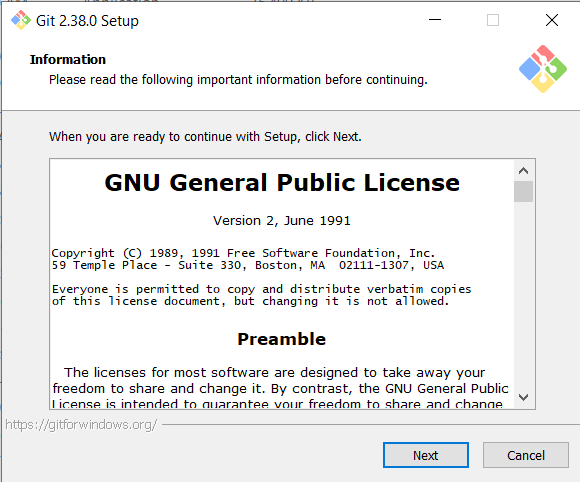 Git 2.38.0 Setup
Information
Please read the following important information before continuing.
When you are ready to continue with Setup, click Next.
GNU General Public License
Version 2, June 1991
Copyright (C) 1989, 1991 Free Software Foundation, Inc.
59 Temple Place - Suite 330, Boston, MA  02111-1307, USA
Everyone is permitted to copy and distribute verbatim copies
of this license document, but changing it is not allowed.
Preamble
The licenses for most software are designed to take away your
freedom to share and change it. By contrast, the GNU General Public
License is intended to guarantee your freedom to share and change
https://gitforwindows.org/
Next
Cancel